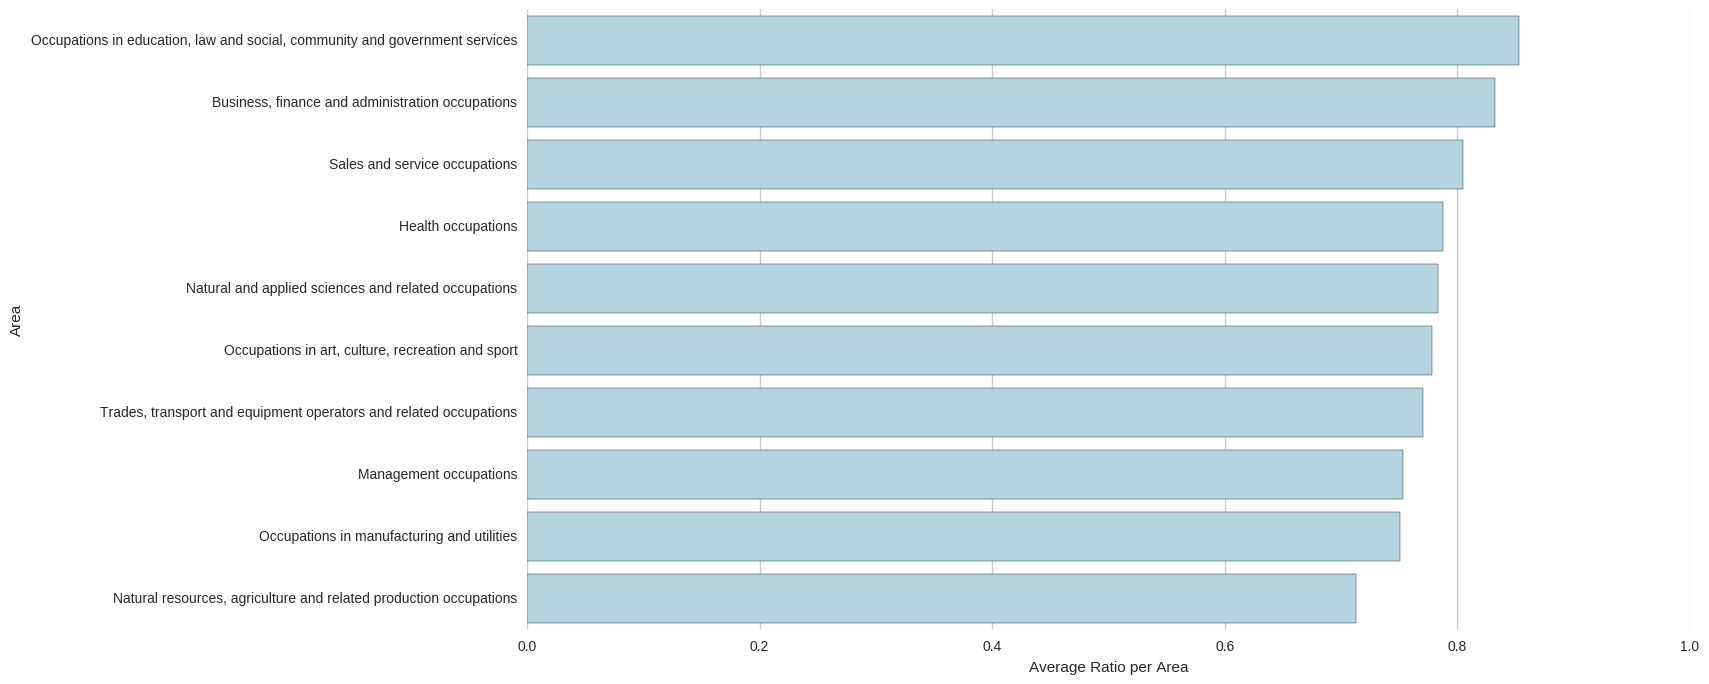 Occupations in education, law and social, community and government services
Business, finance and administration occupations
Sales and service occupations
Health occupations
Natural and applied sciences and related occupations
Area
Occupations in art, culture, recreation and sport
Trades, transport and equipment operators and related occupations
Management occupations
Occupations in manufacturing and utilities
Natural resources, agriculture and related production occupations
0.0 0.2 0.4 0.6 0.8 1.0
Average Ratio per Area